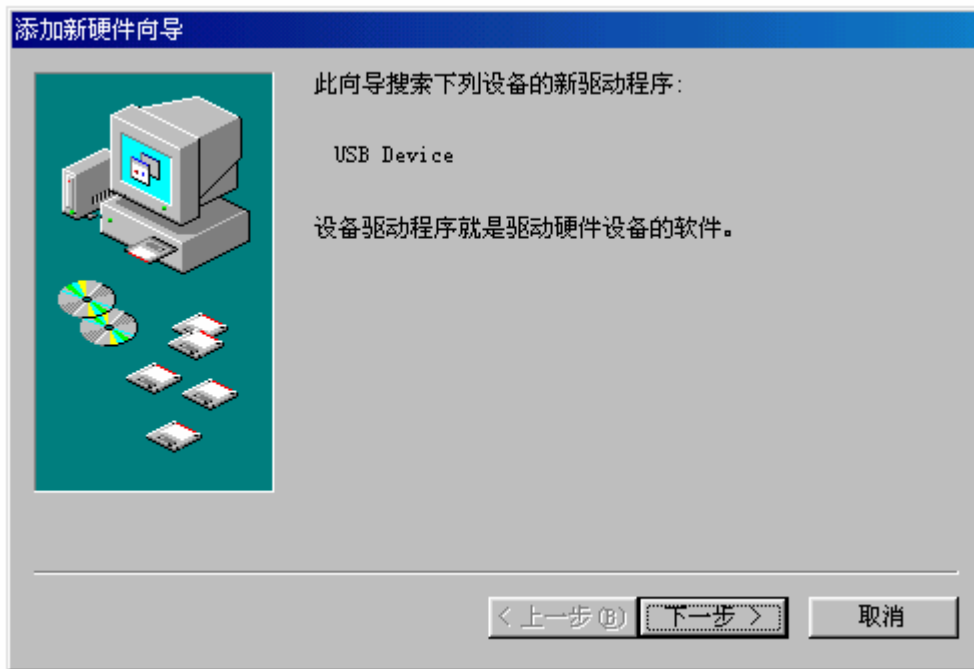 添加新硬件向导
此向导搜索下列设备的新驱动程序:
USB Device
设备驱动程序就是驱动硬件设备的软件。
< 上一步(B) 下一步 > 取消